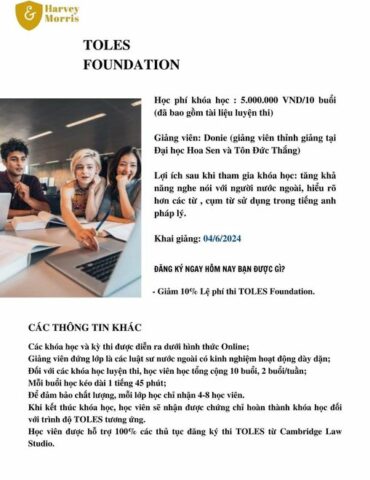 Harvey
& Morris
TOLES
FOUNDATION
Học phí khóa học : 5.000.000 VND/10 buổi
(đã bao gồm tài liệu luyện thi)
Giảng viên: Donie (giảng viên thỉnh giảng tại
Đại học Hoa Sen và Tôn Đức Thắng)
Lợi ích sau khi tham gia khóa học: tăng khả
năng nghe nói với người nước ngoài, hiểu rõ
hơn các từ , cụm từ sử dụng trong tiếng anh
pháp lý.
Khai giảng: 04/6/2024
ĐĂNG KÝ NGAY HÔM NAY BẠN ĐƯỢC GÌ?
- Giảm 10% Lệ phí thi TOLES Foundation.
CÁC THÔNG TIN KHÁC
Các khóa học và kỳ thi được diễn ra dưới hình thức Online;
Giảng viên đứng lớp là các luật sư nước ngoài có kinh nghiệm hoạt động dày dặn;
Đối với các khóa học luyện thi, học viên học tổng cộng 10 buổi, 2 buổi/tuần;
Mỗi buổi học kéo dài 1 tiếng 45 phút;
Để đảm bảo chất lượng, mỗi lớp học chỉ nhận 4-8 học viên.
Khi kết thúc khóa học, học viên sẽ nhận được chứng chỉ hoàn thành khóa học đối
với trình độ TOLES tương ứng.
Học viên được hỗ trợ 100% các thủ tục đăng ký thi TOLES từ Cambridge Law
Studio.